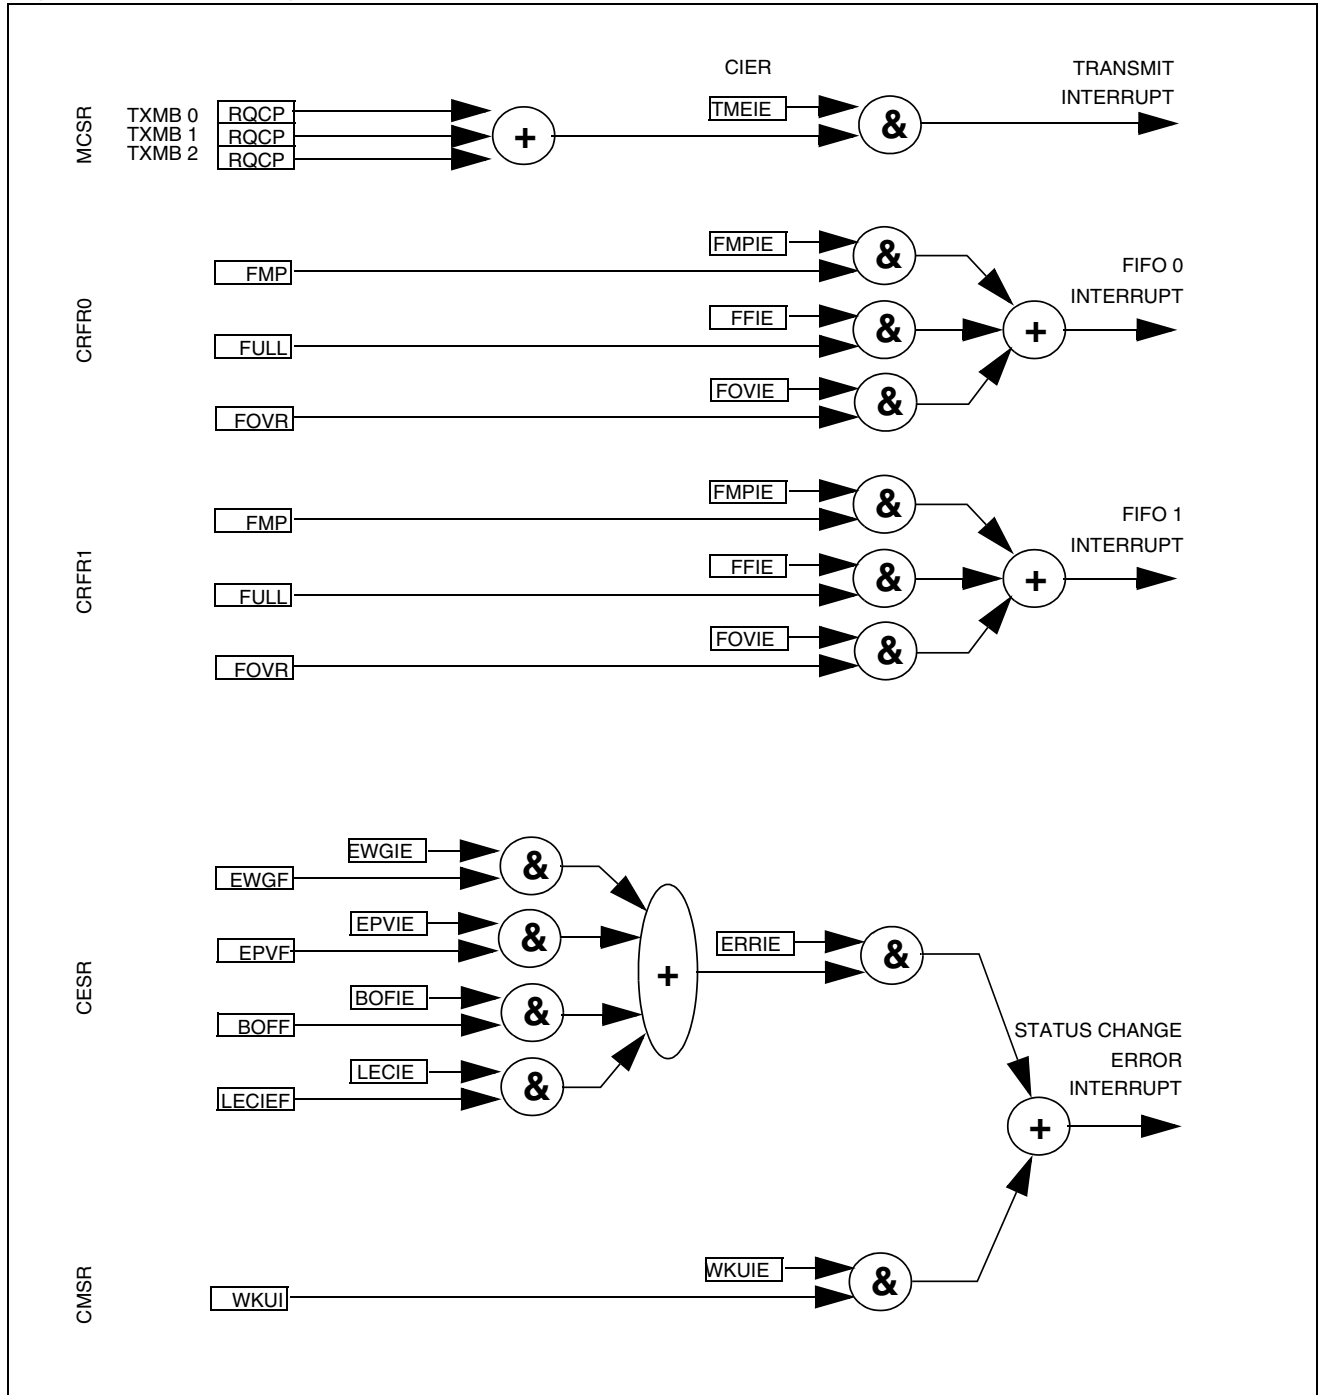 CIER
TRANSMIT
INTERRUPT
MCSR
TXMB 0
RQCP
TXMB 1
RQCP
TXMB 2
RQCP
+
TMEIE
&
CRFR0
FMPIE
FMP
&
FFIE
FULL
&
FOVIE
FOVR
&
+
FIFO 0
INTERRUPT
CRFR1
FMPIE
FMP
&
FFIE
FULL
&
FOVIE
FOVR
&
+
FIFO 1
INTERRUPT
CESR
EWGIE
EWGF
&
EPVIE
EPVF
&
BOFIE
BOFF
&
LECIE
LECIEF
&
+
ERRIE
&
STATUS CHANGE
ERROR
INTERRUPT
+
CMSR
WKUIE
WKUI
&